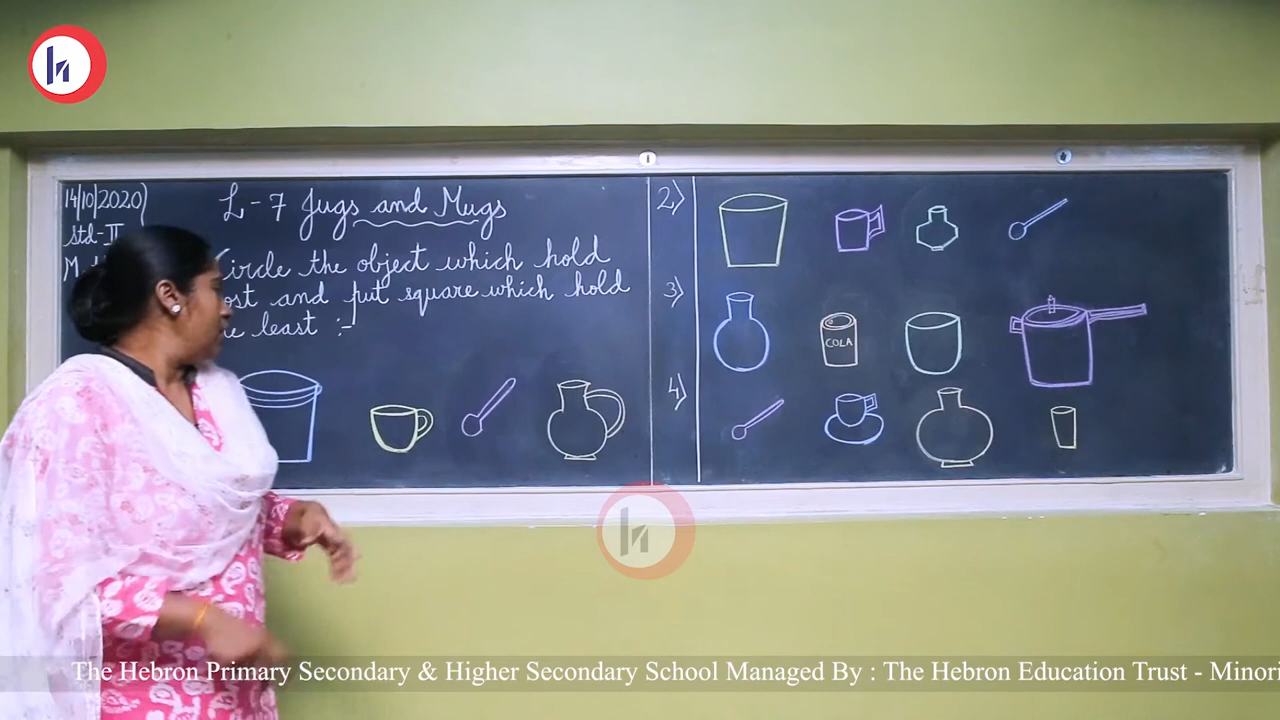 14/10/2020
Std-II
L-7 Jugs and Mugs
Circle the object which hold
and put square which hold
least :-
2)
3)
COLA
4)
The Hebron Primary Secondary & Higher Secondary School Managed By : The Hebron Education Trust - Minori